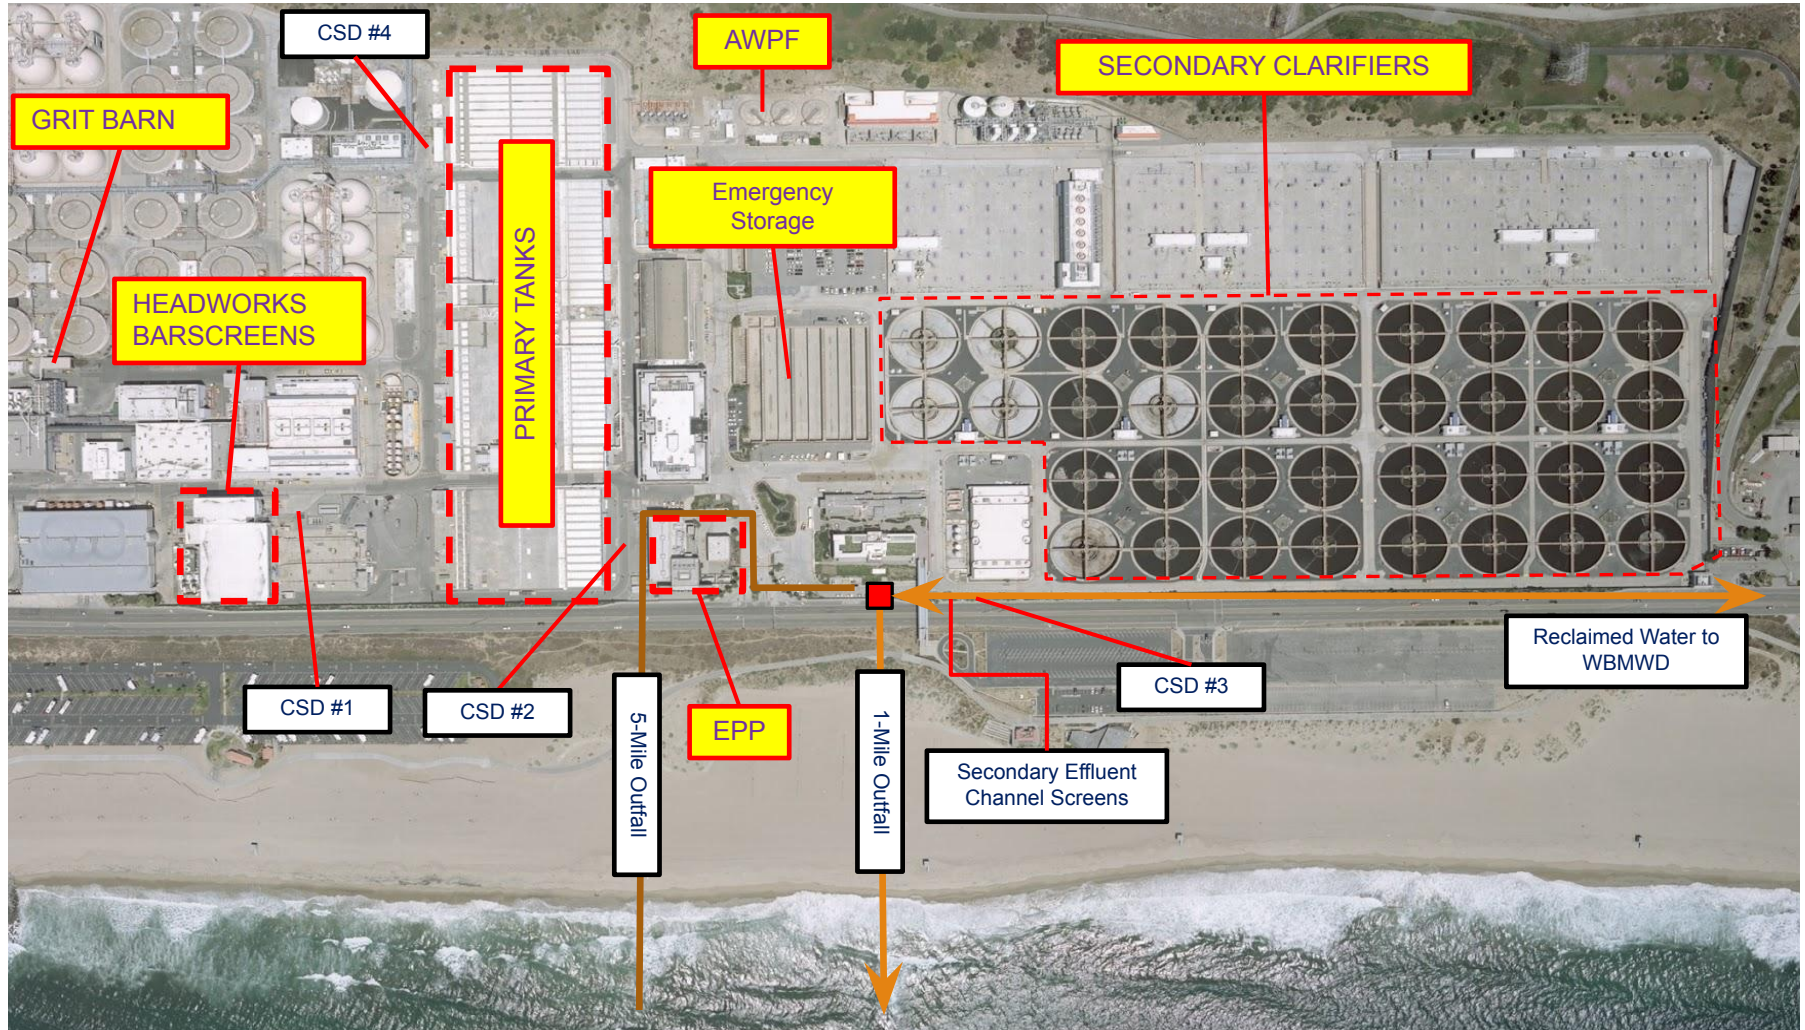 CSD #4
AWPF
SECONDARY CLARIFIERS
GRIT BARN
Emergency
Storage
PRIMARY TANKS
HEADWORKS
BARSCREENS
Reclaimed Water to
WBMWD
CSD #3
CSD #1
CSD #2
5-Mile Outfall
EPP
1-Mile Outfall
Secondary Effluent
Channel Screens